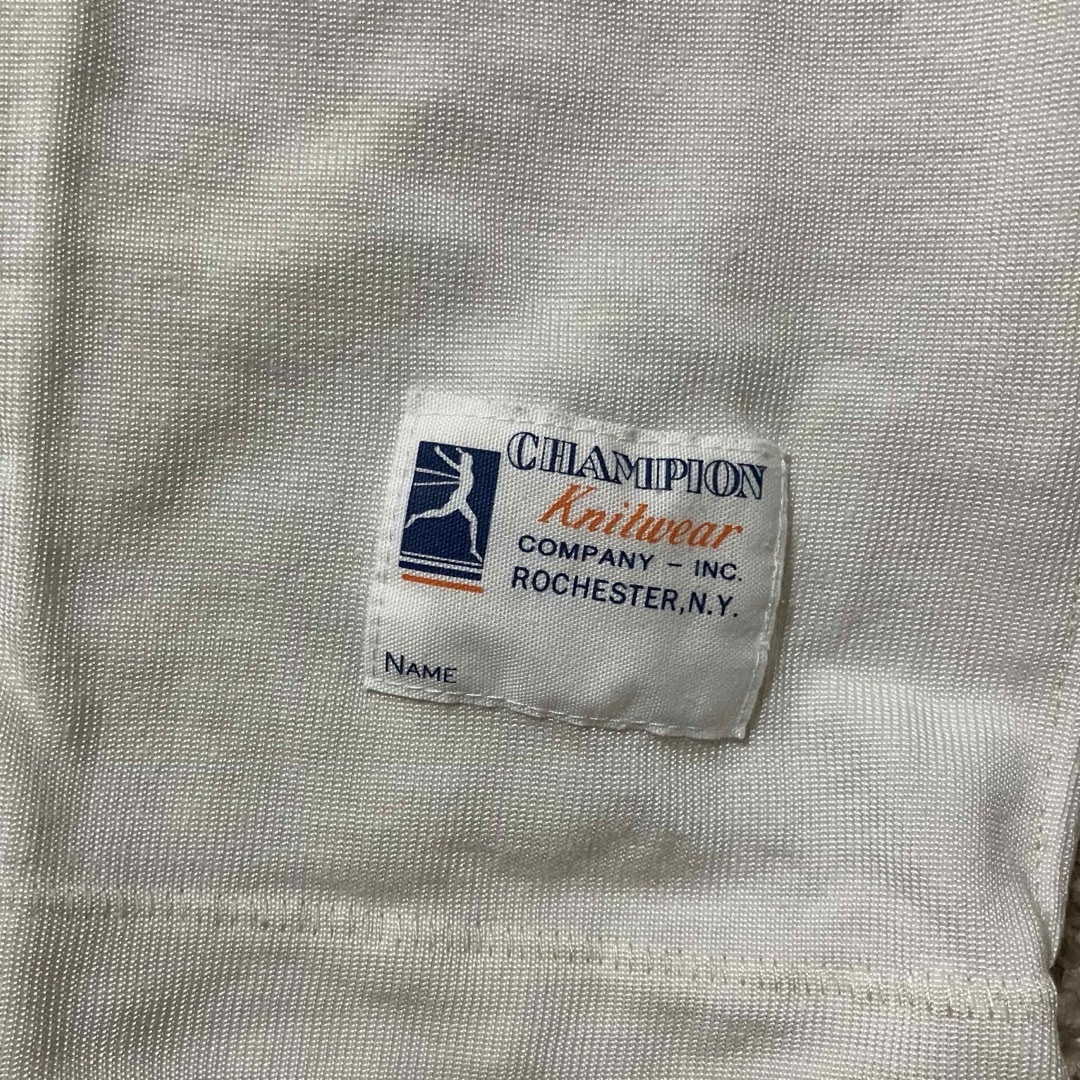 CHAMPION
Knitwear
COMPANY - INC.
ROCHESTER, N.Y.
NAME